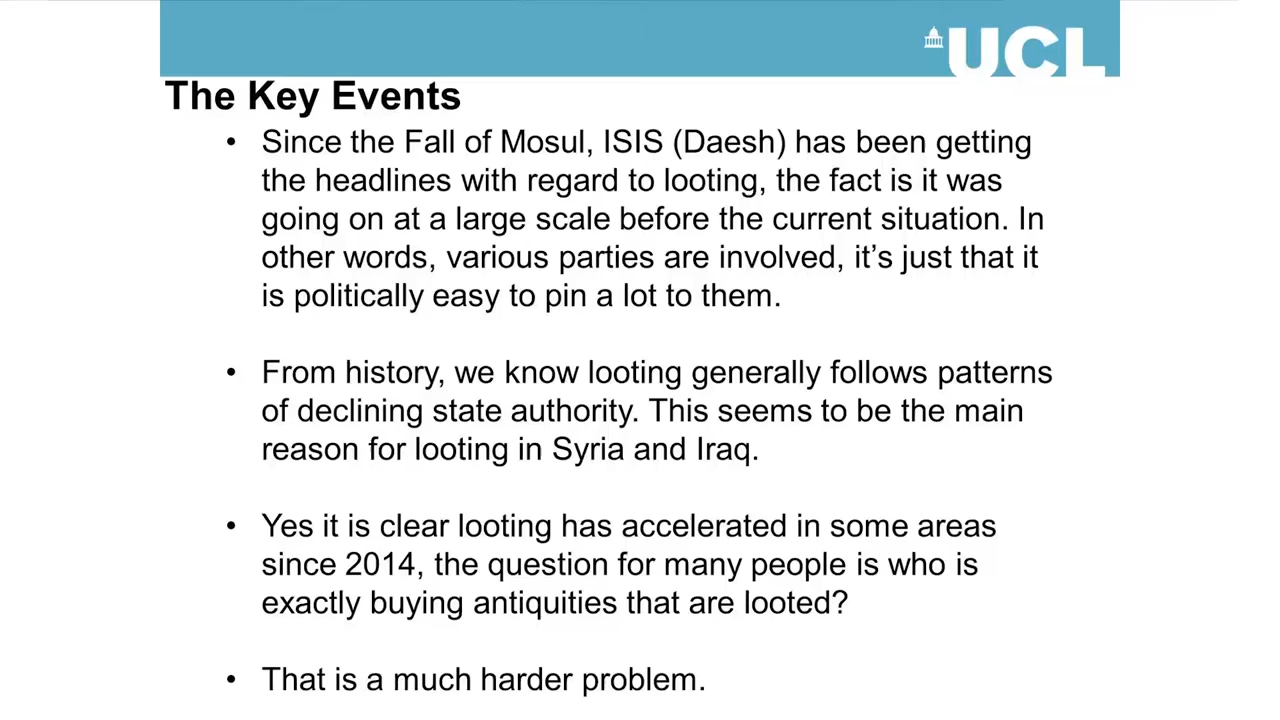 UCL
The Key Events
• Since the Fall of Mosul, ISIS (Daesh) has been getting
the headlines with regard to looting, the fact is it was
going on at a large scale before the current situation. In
other words, various parties are involved, it's just that it
is politically easy to pin a lot to them.
• From history, we know looting generally follows patterns
of declining state authority. This seems to be the main
reason for looting in Syria and Iraq.
• Yes it is clear looting has accelerated in some areas
since 2014, the question for many people is who is
exactly buying antiquities that are looted?
• That is a much harder problem.